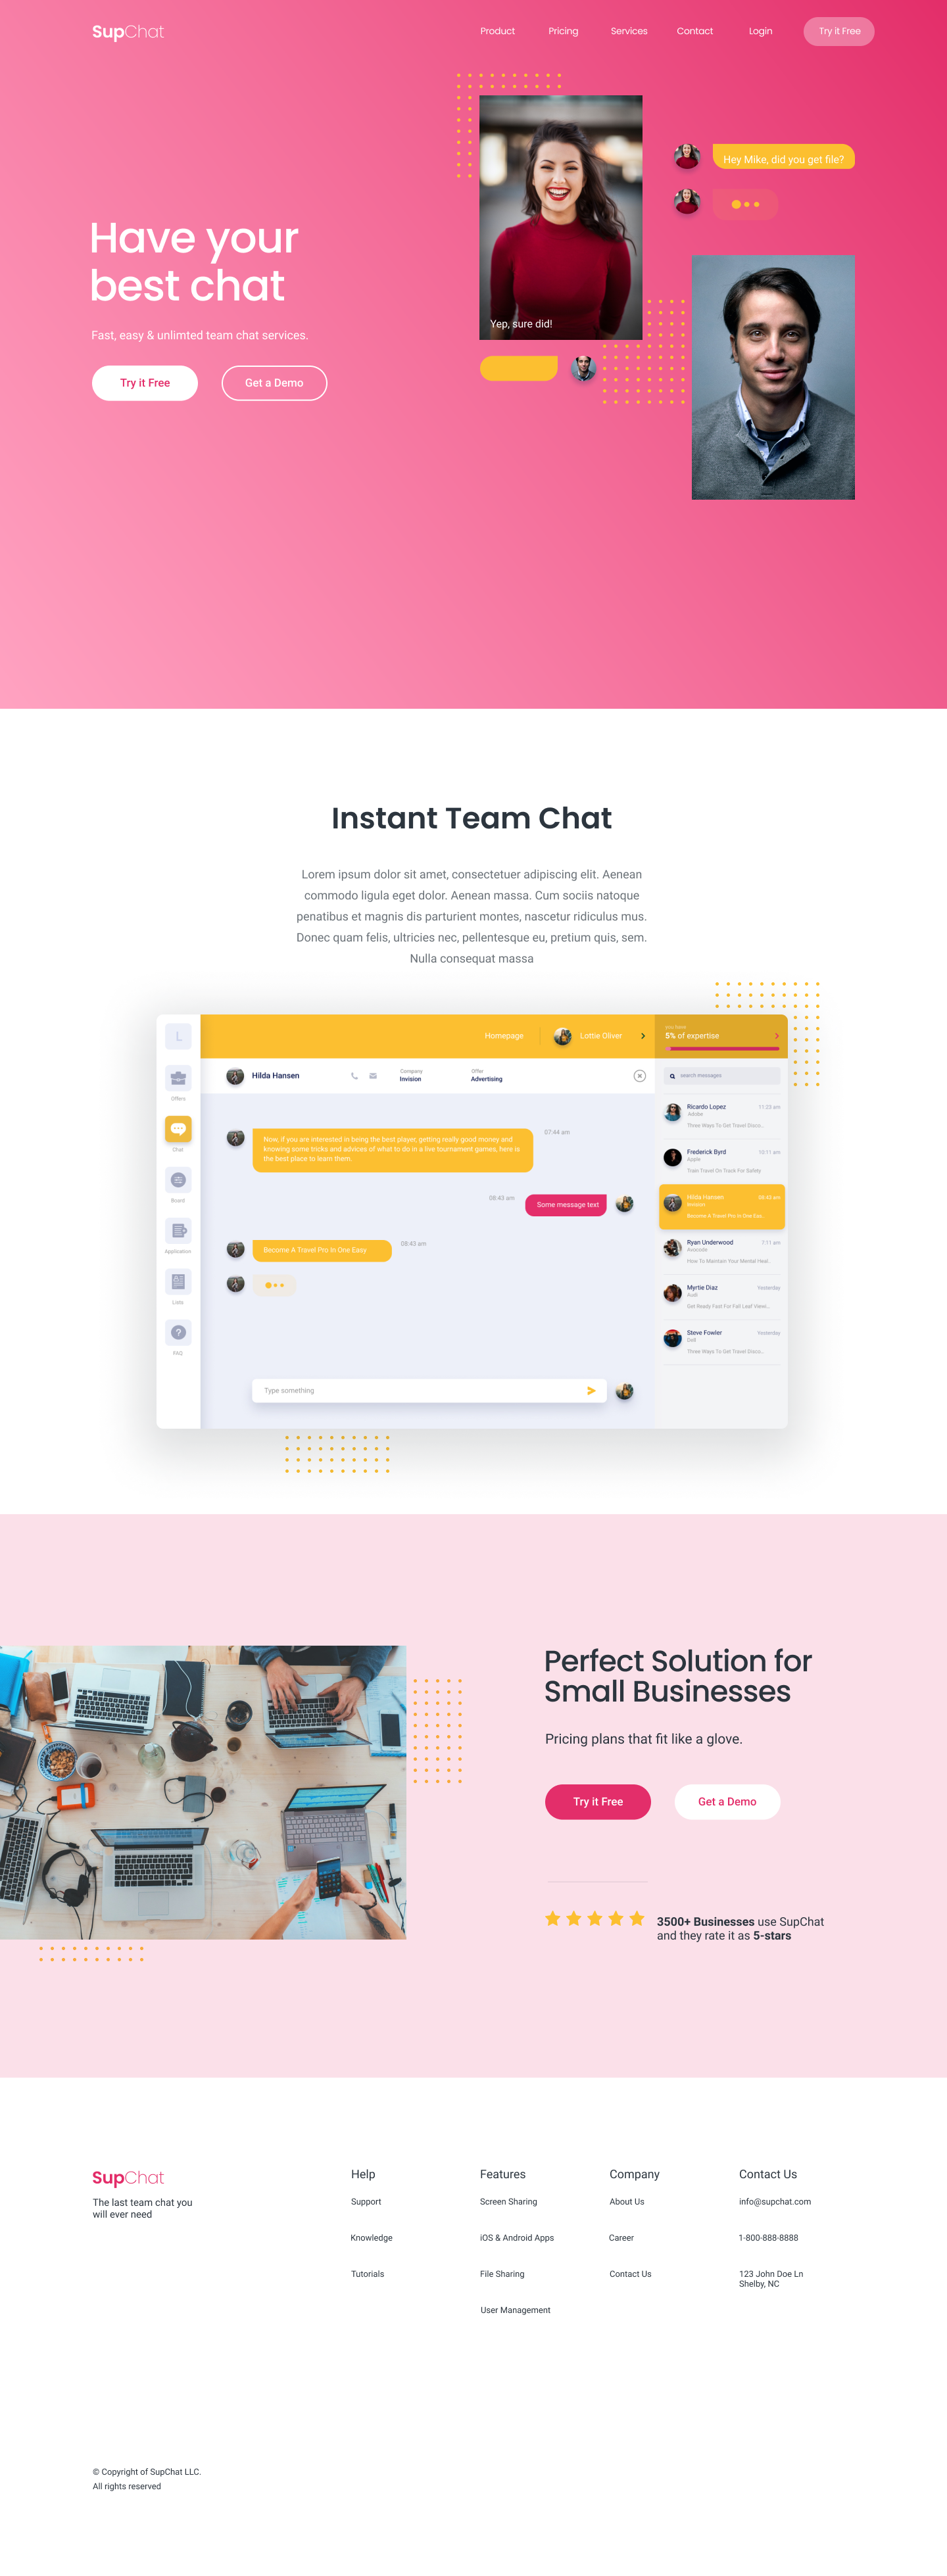 SupChat
Product Pricing Services Contact Login Try it Free
Hey Mike, did you get file?
Have your
best chat
Yep, sure did!
Fast, easy & unlimted team chat services.
Try it Free Get a Demo
Instant Team Chat
Lorem ipsum dolor sit amet, consectetuer adipiscing elit. Aenean
commodo ligula eget dolor. Aenean massa. Cum sociis natoque
penatibus et magnis dis parturient montes, nascetur ridiculus mus.
Donec quam felis, ultricies nec, pellentesque eu, pretium quis, sem.
Nulla consequat massa
L
Offers
Chat
Board
Application
Lists
FAQ
Homepage Lottie Oliver
5% of expertise
Hilda Hansen
Company
Invision
Offer
Advertising
search messages
Now, if you are interested in being the best player, getting really good money and
knowing some tricks and advices of what to do in a live tournament games, here is
the best place to learn them.
07:44 am
08:43 am
Some message text
Become A Travel Pro In One Easy
08:43 am
Type something
Ricardo Lopez 11:23 am
Adobe
Three Ways To Get Travel Disco...
Frederick Byrd 10:11 am
Apple
Train Travel On Track For Safety
Hilda Hansen 08:43 am
Invision
Become A Travel Pro In One Eas...
Ryan Underwood 7:11 am
Avocode
How To Maintain Your Mental Heal.
Myrtie Diaz Yesterday
Audi
Get Ready Fast For Fall Leaf Viewi...
Steve Fowler Yesterday
Dell
Three Ways To Get Travel Disco...
Perfect Solution for
Small Businesses
Pricing plans that fit like a glove.
Try it Free Get a Demo
3500+ Businesses use SupChat
and they rate it as 5-stars
SupChat
The last team chat you
will ever need
Help
Support
Knowledge
Tutorials
Features
Screen Sharing
iOS & Android Apps
File Sharing
User Management
Company
About Us
Career
Contact Us
Contact Us
info@supchat.com
1-800-888-8888
123 John Doe Ln
Shelby, NC
© Copyright of SupChat LLC.
All rights reserved